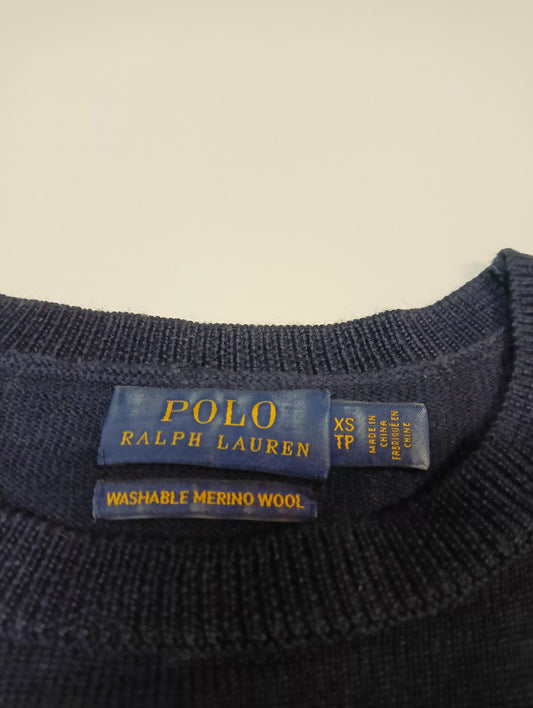 POLO
RALPH LAUREN
XS
TP
MADE IN
CHINA
FABRIQUÉ EN
CHINE
WASHABLE MERINO WOOL